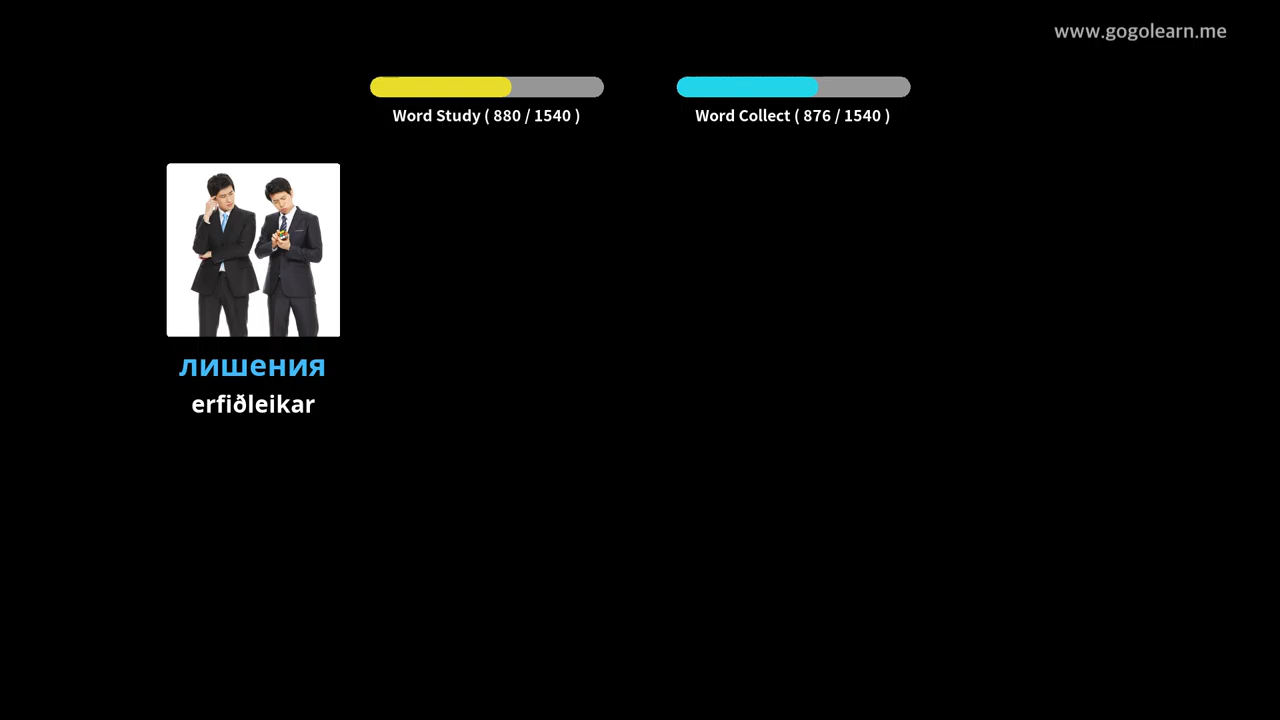 www.gogolearn.me
Word Study ( 880 / 1540 )
Word Collect ( 876 / 1540 )
лишения
erfiðleikar